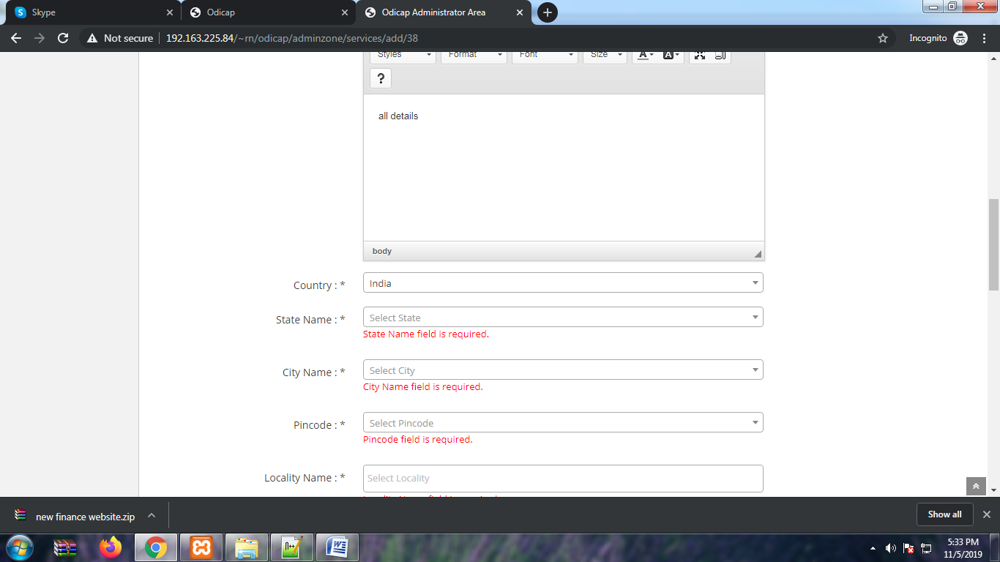 Skype
Odicap
Odicap Administrator Area
Not secure
192.163.225.84/~rn/odicap/adminzone/services/add/38
Incognito
Styles
Format
Font
Size
A
A
?
all details
body
Country : *
India
State Name : *
Select State
State Name field is required.
City Name : *
Select City
City Name field is required.
Pincode : *
Select Pincode
Pincode field is required.
Locality Name : *
Select Locality
new finance website.zip
Show all
5:33 PM
11/5/2019